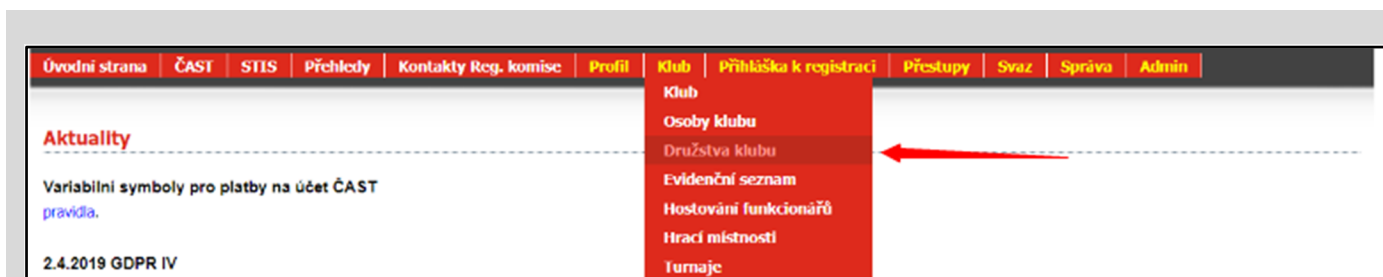 Úvodní strana ČAST STIS Přehledy Kontakty Reg. komise Profil Klub Přihláška k registraci Přestupy Svaz Správa Admin
Klub
Osoby klubu
Družstva klubu
Evidenční seznam
Hostování funkcionářů
Hrací místnosti
Turnaje
Aktuality
Variabilní symboly pro platby na účet ČAST
pravidla.
2.4.2019 GDPR IV